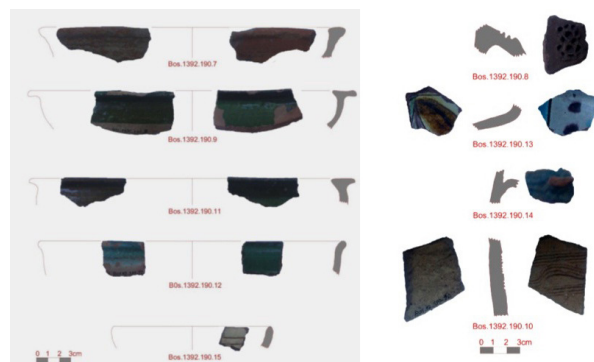 Bos.1392.190.7
Bos.1392.190.9
Bos.1392.190.11
B0s.1392.190.12
Bos.1392.190.15
0 1 2 3cm
Bos.1392.190.8
Bos.1392.190.13
Bos.1392.190.14
Bos.1392.190.10
0 1 2 3cm